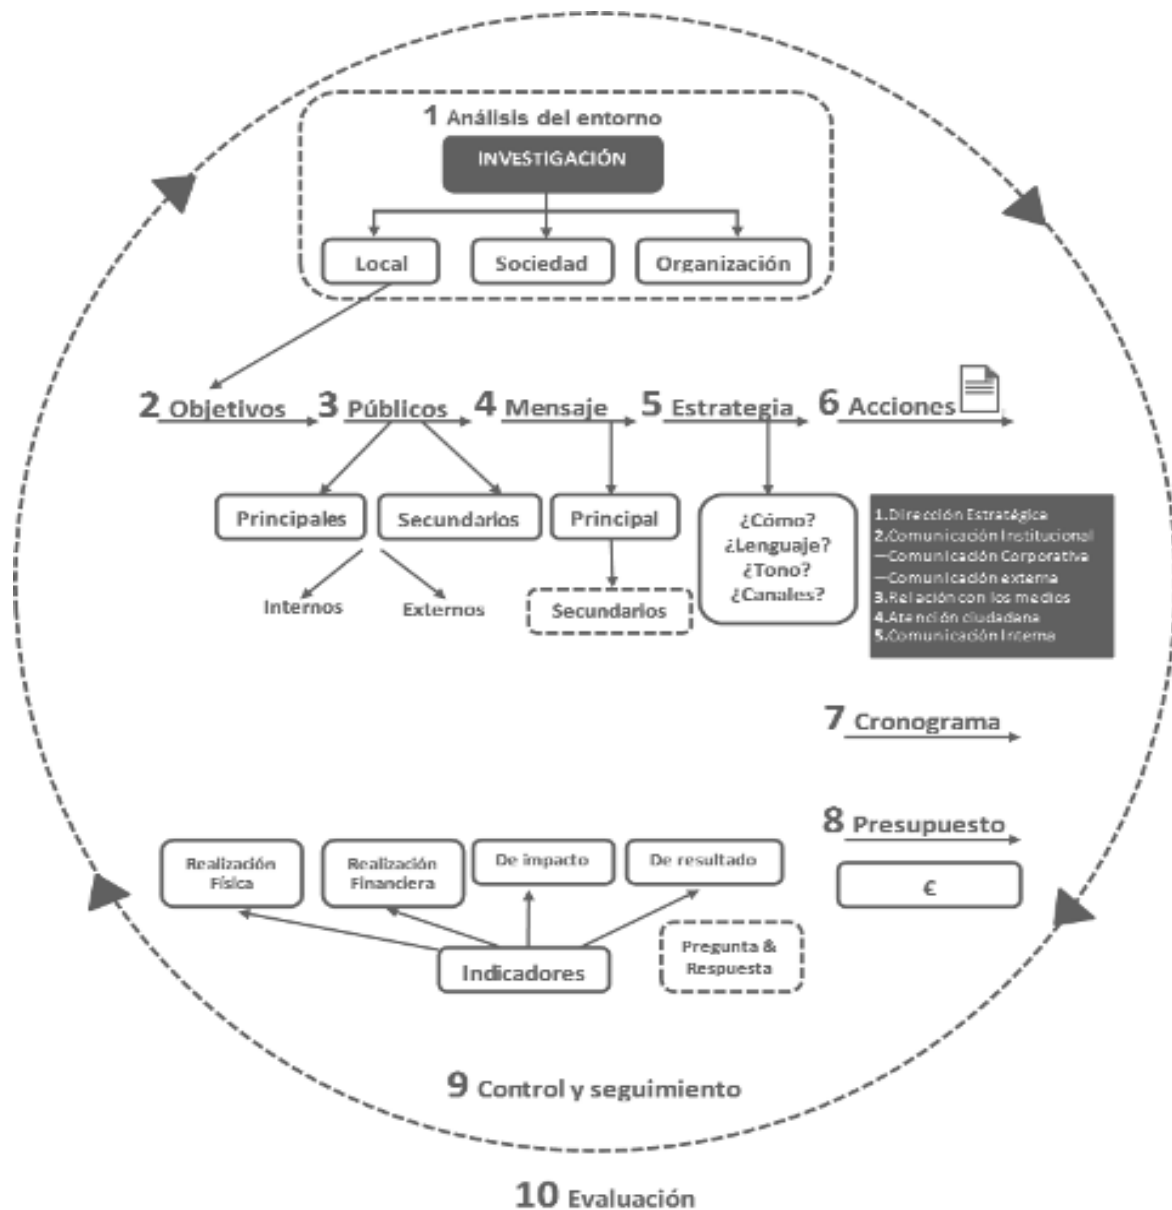 1 Análisis del entorno
INVESTIGACIÓN
Local
Sociedad
Organización
2 Objetivos
3 Públicos
4 Mensaje
5 Estrategia
6 Acciones
Principales
Secundarios
Principal
¿Cómo?
¿Lenguaje?
¿Tono?
¿Canales?
1.Dirección Estratégica
2.Comunicación Institucional
—Comunicación Corporativa
—Comunicación externa
3.Relación con los medios
4.Atención ciudadana
5.Comunicación Interna
Internos
Externos
Secundarios
7 Cronograma
8 Presupuesto
€
Realización
Física
Realización
Financiera
De impacto
De resultado
Indicadores
Pregunta &
Respuesta
9 Control y seguimiento
10 Evaluación